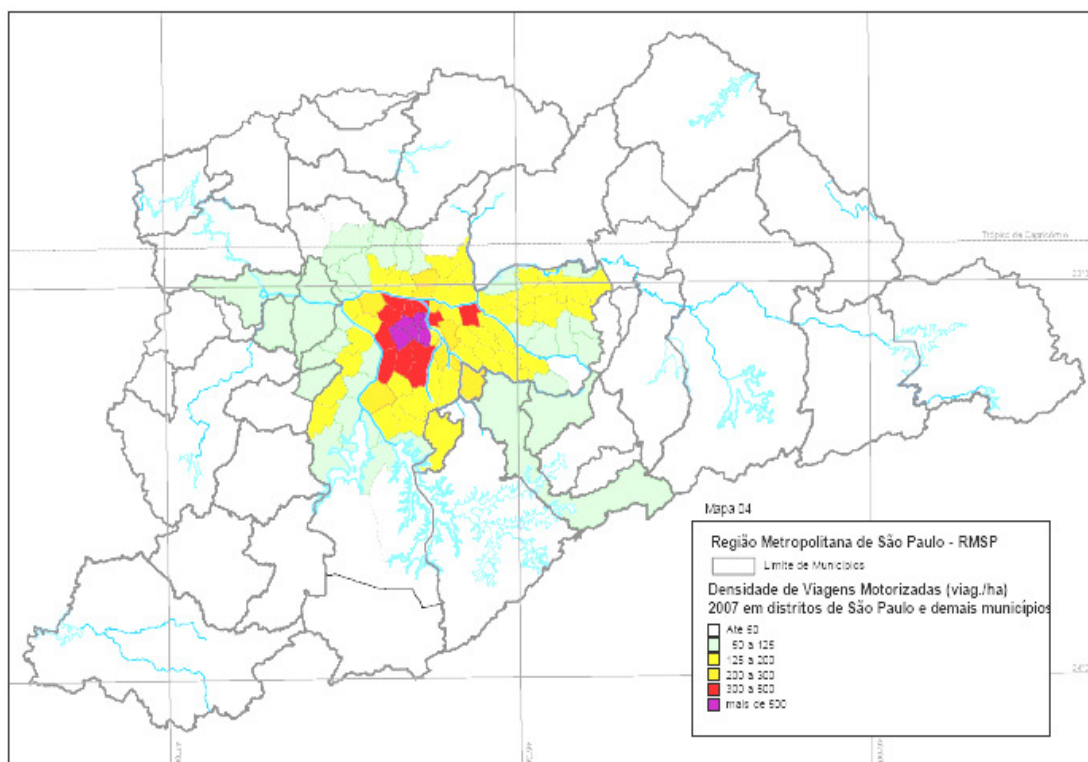 Trópico de Capricórnio
Mapa 04
Região Metropolitana de São Paulo - RMSP
Limite de Municípios
Densidade de Viagens Motorizadas (viag./ha)
2007 em distritos de São Paulo e demais municípios
Até 50
50 a 125
125 a 200
200 a 300
300 a 500
mais de 500